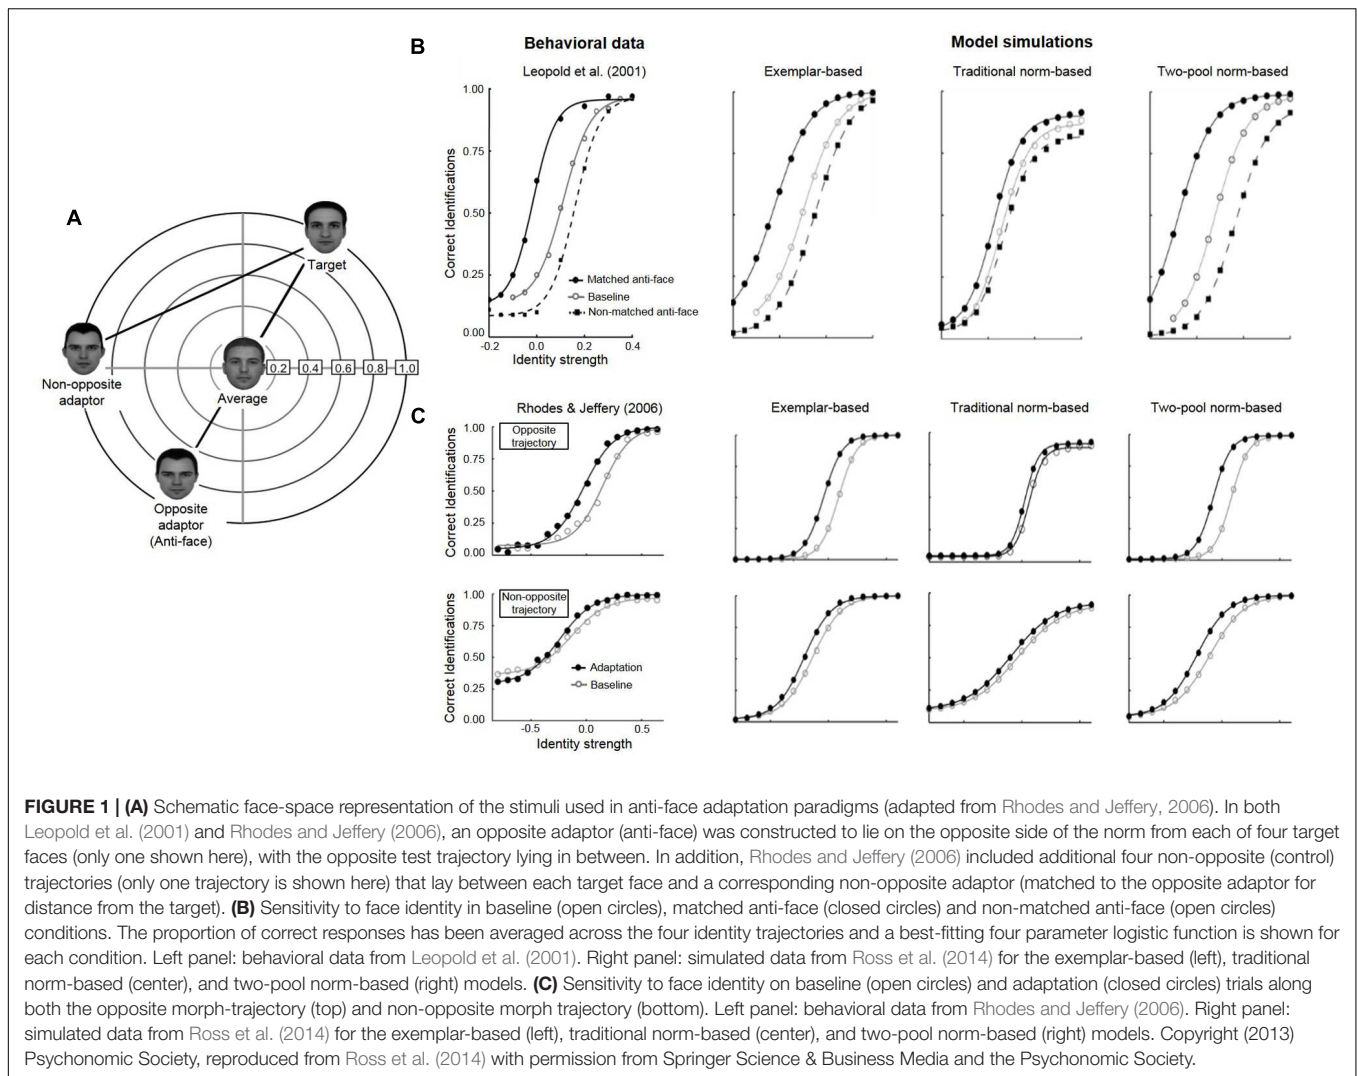 A
Target
Non-opposite
adaptor
Average
0.2 0.4 0.6 0.8 1.0
Opposite
adaptor
(Anti-face)
B
Behavioral data
Model simulations
Leopold et al. (2001)
Exemplar-based
Traditional norm-based
Two-pool norm-based
Correct Identifications
1.00
0.75
0.50
0.25
0.00
Matched anti-face
Baseline
Non-matched anti-face
-0.2 0.0 0.2 0.4
Identity strength
C
Rhodes & Jeffery (2006)
Exemplar-based
Traditional norm-based
Two-pool norm-based
Correct Identifications
1.00
0.75
0.50
0.25
0.00
Opposite
trajectory
Correct Identifications
1.00
0.75
0.50
0.25
0.00
Non-opposite
trajectory
Adaptation
Baseline
-0.5 0.0 0.5
Identity strength
FIGURE 1 | (A) Schematic face-space representation of the stimuli used in anti-face adaptation paradigms (adapted from Rhodes and Jeffery, 2006). In both
Leopold et al. (2001) and Rhodes and Jeffery (2006), an opposite adaptor (anti-face) was constructed to lie on the opposite side of the norm from each of four target
faces (only one shown here), with the opposite test trajectory lying in between. In addition, Rhodes and Jeffery (2006) included additional four non-opposite (control)
trajectories (only one trajectory is shown here) that lay between each target face and a corresponding non-opposite adaptor (matched to the opposite adaptor for
distance from the target). (B) Sensitivity to face identity in baseline (open circles), matched anti-face (closed circles) and non-matched anti-face (open circles)
conditions. The proportion of correct responses has been averaged across the four identity trajectories and a best-fitting four parameter logistic function is shown for
each condition. Left panel: behavioral data from Leopold et al. (2001). Right panel: simulated data from Ross et al. (2014) for the exemplar-based (left), traditional
norm-based (center), and two-pool norm-based (right) models. (C) Sensitivity to face identity on baseline (open circles) and adaptation (closed circles) trials along
both the opposite morph-trajectory (top) and non-opposite morph trajectory (bottom). Left panel: behavioral data from Rhodes and Jeffery (2006). Right panel:
simulated data from Ross et al. (2014) for the exemplar-based (left), traditional norm-based (center), and two-pool norm-based (right) models. Copyright (2013)
Psychonomic Society, reproduced from Ross et al. (2014) with permission from Springer Science & Business Media and the Psychonomic Society.